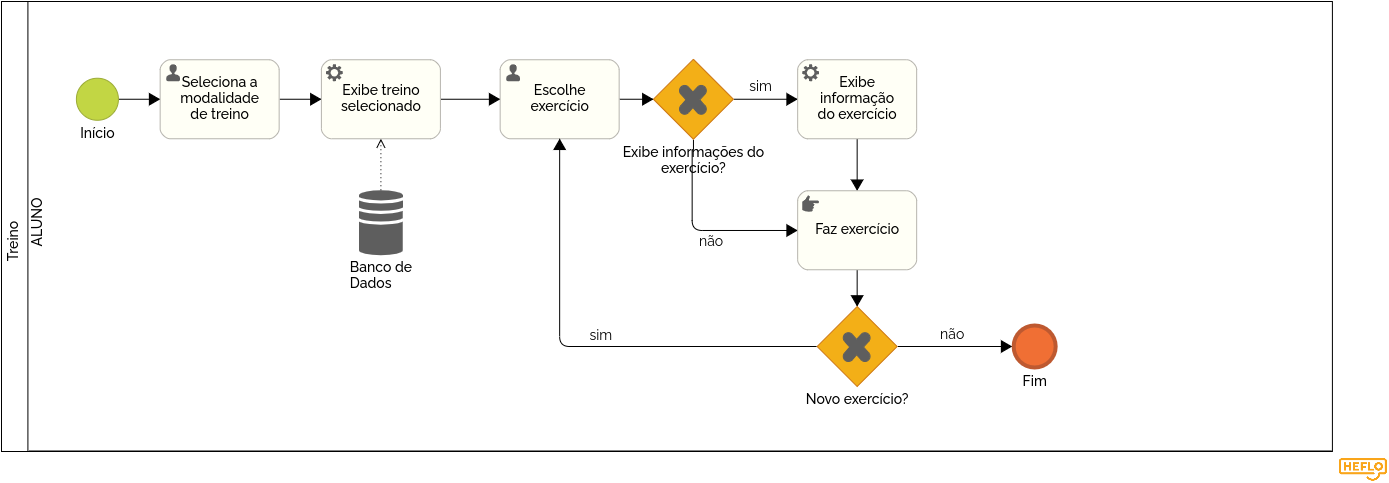 Treino
ALUNO
Início
Seleciona a
modalidade
de treino
Exibe treino
selecionado
Banco de
Dados
Escolhe
exercício
Exibe informações do
exercício?
sim
não
Exibe
informação
do exercício
Faz exercício
Novo exercício?
sim
não
Fim
HEFLO